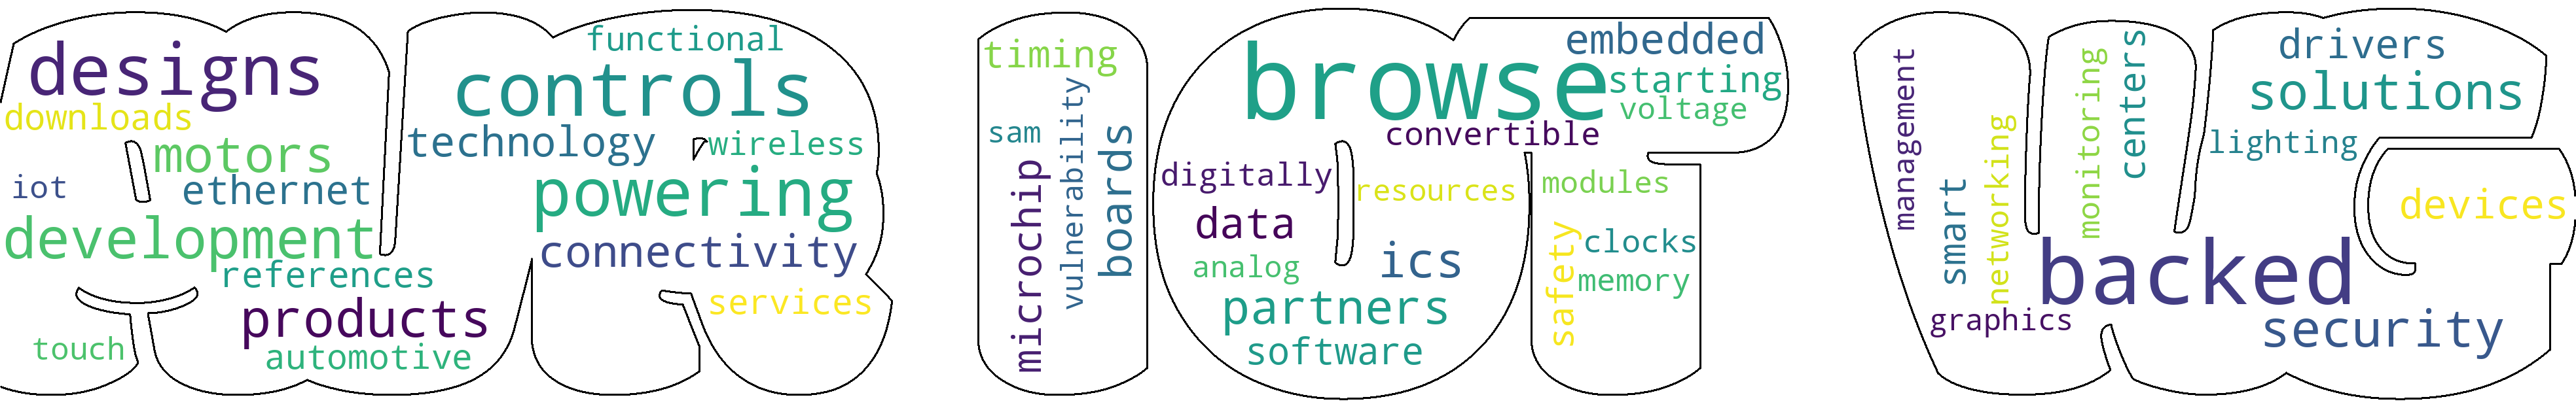 designs
downloads
motors
iot
ethernet
development
references
products
touch
automotive
functional
controls
technology
wireless
powering
connectivity
services
timing
sam
vulnerability
boards
microchip
browse
embedded
starting
voltage
convertible
digitally
resources
modules
data
ics
analog
safety
clocks
memory
partners
software
management
smart
networking
monitoring
centers
graphics
backed
drivers
solutions
lighting
devices
security